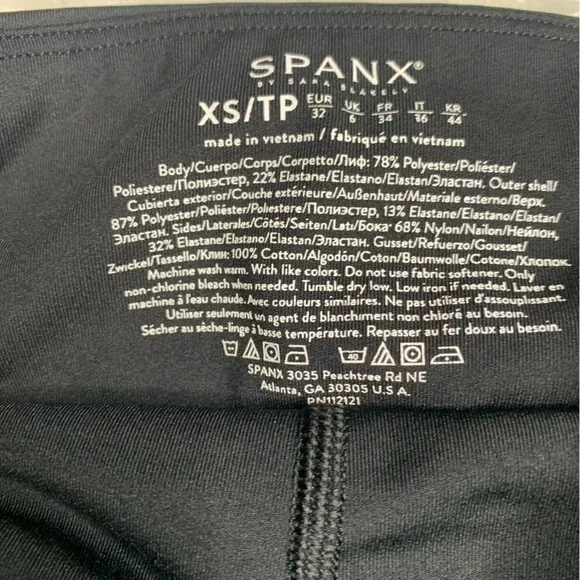 SPANX®
BY SARA BLAKELY
XS/TP EUR 32 UK 6 FR 34 IT 36 KR 44
made in vietnam / fabriqué en vietnam
Body/Cuerpo/Corps/Corpetto/Лиф: 78% Polyester/Poliéster/
Poliestere/Полиэстер, 22% Elastane/Elastano/Elastan/Эластан. Outer shell/
Cubierta exterior/Couche extérieure/Außenhaut/Materiale esterno/Верх.
87% Polyester/Poliéster/Poliestere/Полиэстер, 13% Elastane/Elastano/Elastan/
Эластан. Sides/Laterales/Côtés/Seiten/Lati/Бока· 68% Nylon/Nailon/Нейлон,
32% Elastane/Elastano/Elastan/Эластан. Gusset/Refuerzo/Gousset/
Zwickel/Tassello/Клин: 100% Cotton/Algodón/Coton/Baumwolle/Cotone/Хлопок.
Machine wash warm. With like colors. Do not use fabric softener. Only
non-chlorine bleach when needed. Tumble dry low. Low iron if needed. Laver en
machine à l'eau chaude. Avec couleurs similaires. Ne pas utiliser d'assouplissant.
Utiliser seulement un agent de blanchiment non chloré au besoin.
Sécher au sèche-linge à basse température. Repasser au fer doux au besoin.
40
SPANX 3035 Peachtree Rd NE
Atlanta, GA 30305 U.S.A.
PN112121